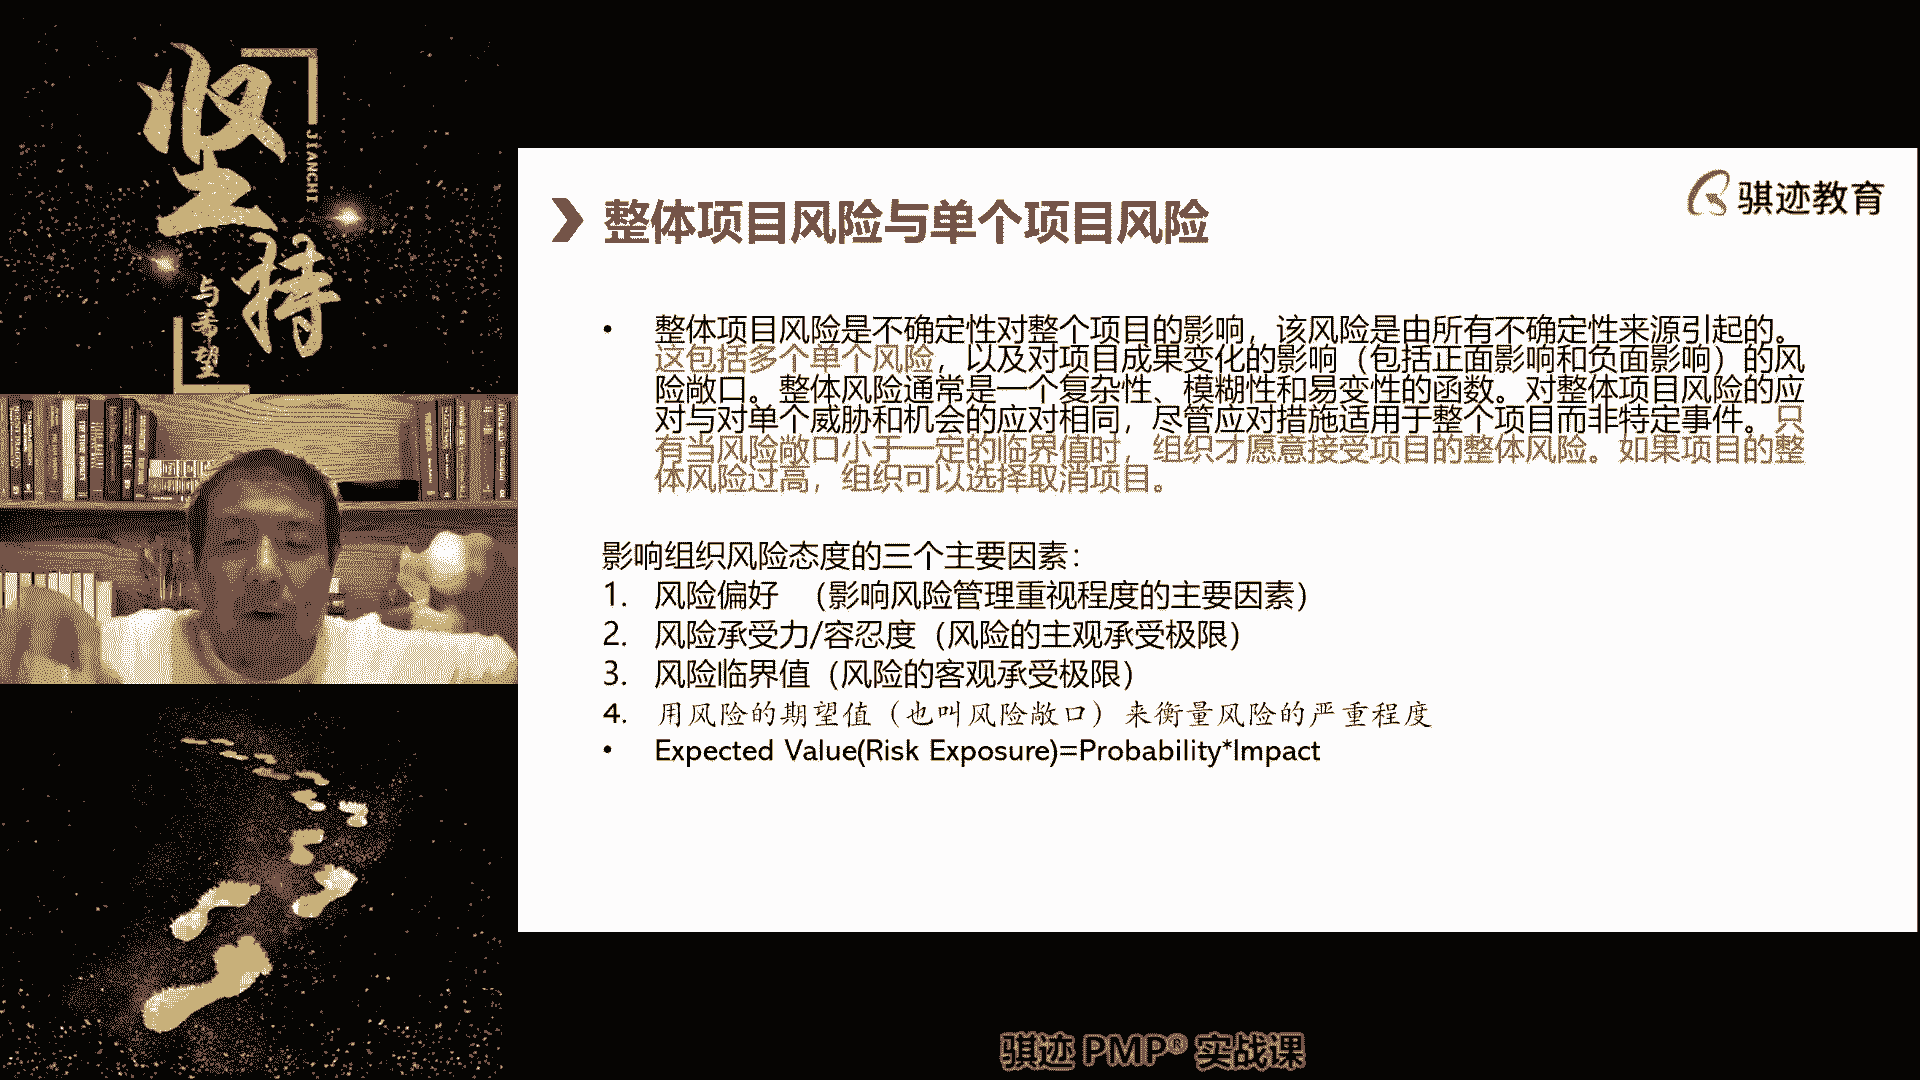 坚持
JIANCHI
与希望
骐迹教育
整体项目风险与单个项目风险
• 整体项目风险是不确定性对整个项目的影响，该风险是由所有不确定性来源引起的。
这包括多个单个风险，以及对项目成果变化的影响（包括正面影响和负面影响）的风
险敞口。整体风险通常是一个复杂性、模糊性和易变性的函数。对整体项目风险的应
对与对单个威胁和机会的应对相同，尽管应对措施适用于整个项目而非特定事件。只
有当风险敞口小于一定的临界值时，组织才愿意接受项目的整体风险。如果项目的整
体风险过高，组织可以选择取消项目。
影响组织风险态度的三个主要因素：
1. 风险偏好 （影响风险管理重视程度的主要因素）
2. 风险承受力/容忍度（风险的主观承受极限）
3. 风险临界值（风险的客观承受极限）
4. 用风险的期望值（也叫风险敞口）来衡量风险的严重程度
• Expected Value(Risk Exposure)=Probability*Impact
骐迹 PMP® 实战课